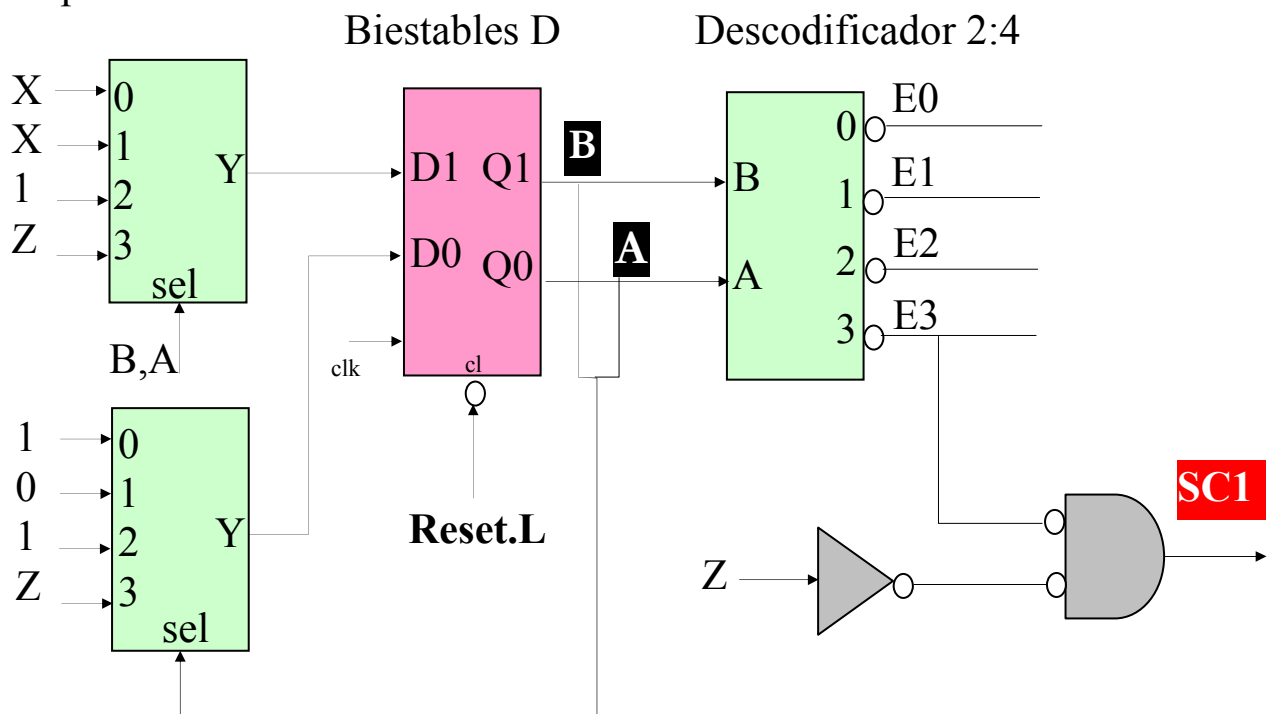 Biestables D
Descodificador 2:4
X
X
1
Z
0
1
2
3
Y
sel
B,A
1
0
1
Z
0
1
2
3
Y
sel
D1
D0
Q1
Q0
clk
cl
Reset.L
B
A
B
A
0
1
2
3
E0
E1
E2
E3
Z
SC1